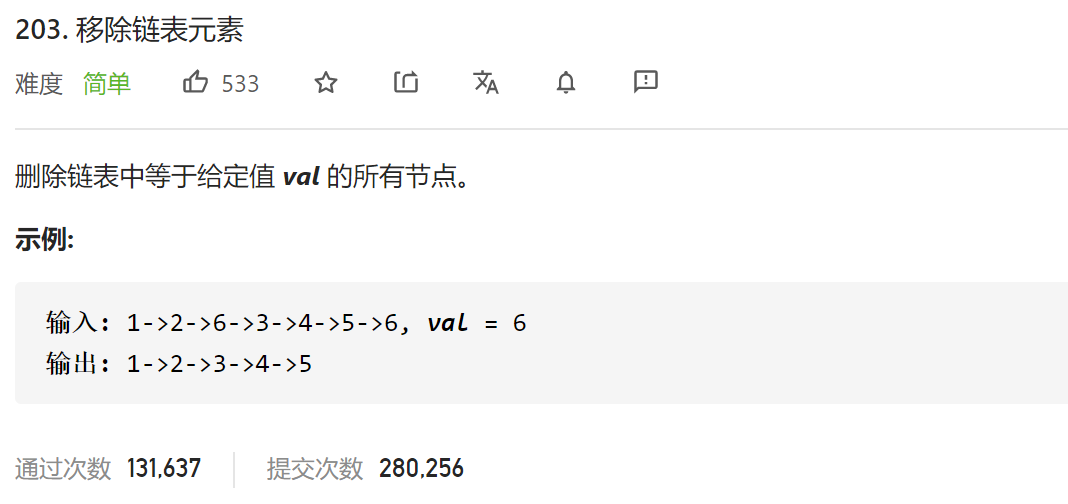 203. 移除链表元素
难度 简单 533
删除链表中等于给定值 val 的所有节点。
示例:
输入: 1->2->6->3->4->5->6, val = 6
输出: 1->2->3->4->5
通过次数 131,637 提交次数 280,256